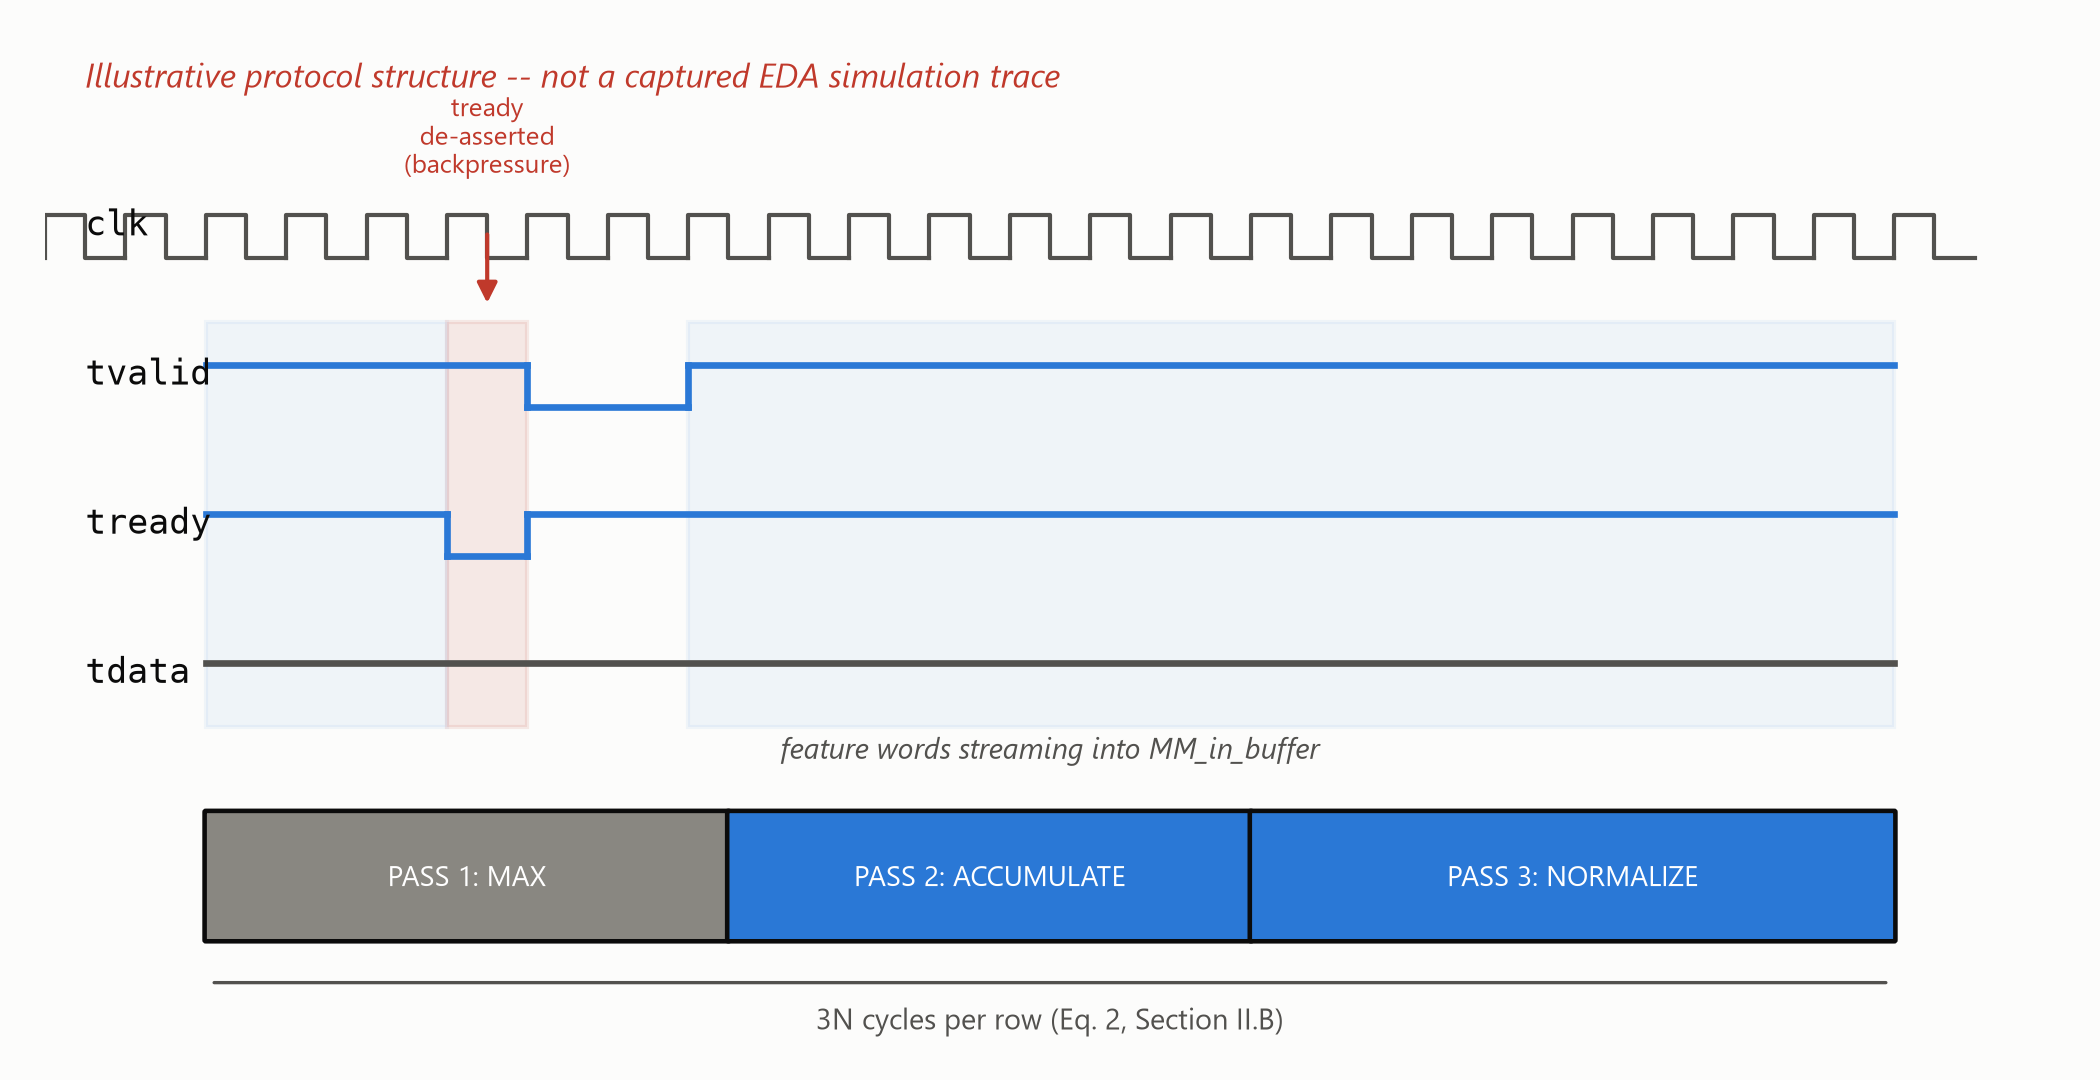 Illustrative protocol structure -- not a captured EDA simulation trace
tready
de-asserted
(backpressure)
clk
tvalid
tready
tdata
feature words streaming into MM_in_buffer
PASS 1: MAX
PASS 2: ACCUMULATE
PASS 3: NORMALIZE
3N cycles per row (Eq. 2, Section II.B)